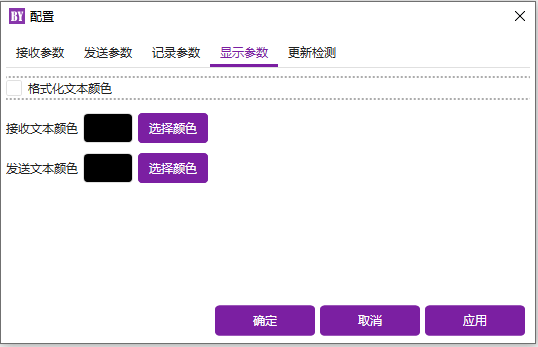 BY 配置
接收参数 发送参数 记录参数 显示参数 更新检测
格式化文本颜色
接收文本颜色 选择颜色
发送文本颜色 选择颜色
确定 取消 应用